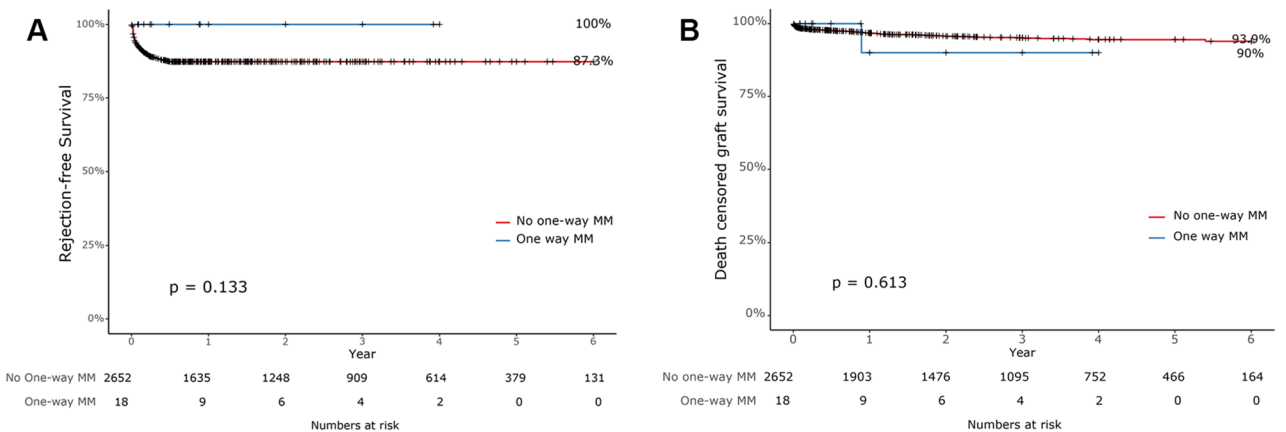 A
100%
100%
87.3%
75%
50%
25%
0%
Rejection-free Survival
No one-way MM
One way MM
p = 0.133
0 1 2 3 4 5 6
Year
No One-way MM 2652 1635 1248 909 614 379 131
One-way MM 18 9 6 4 2 0 0
Numbers at risk
B
100%
93.9%
90%
75%
50%
25%
0%
Death censored graft survival
No one-way MM
One way MM
p = 0.613
0 1 2 3 4 5 6
Year
No one-way MM 2652 1903 1476 1095 752 466 164
One-way MM 18 9 6 4 2 0 0
Numbers at risk